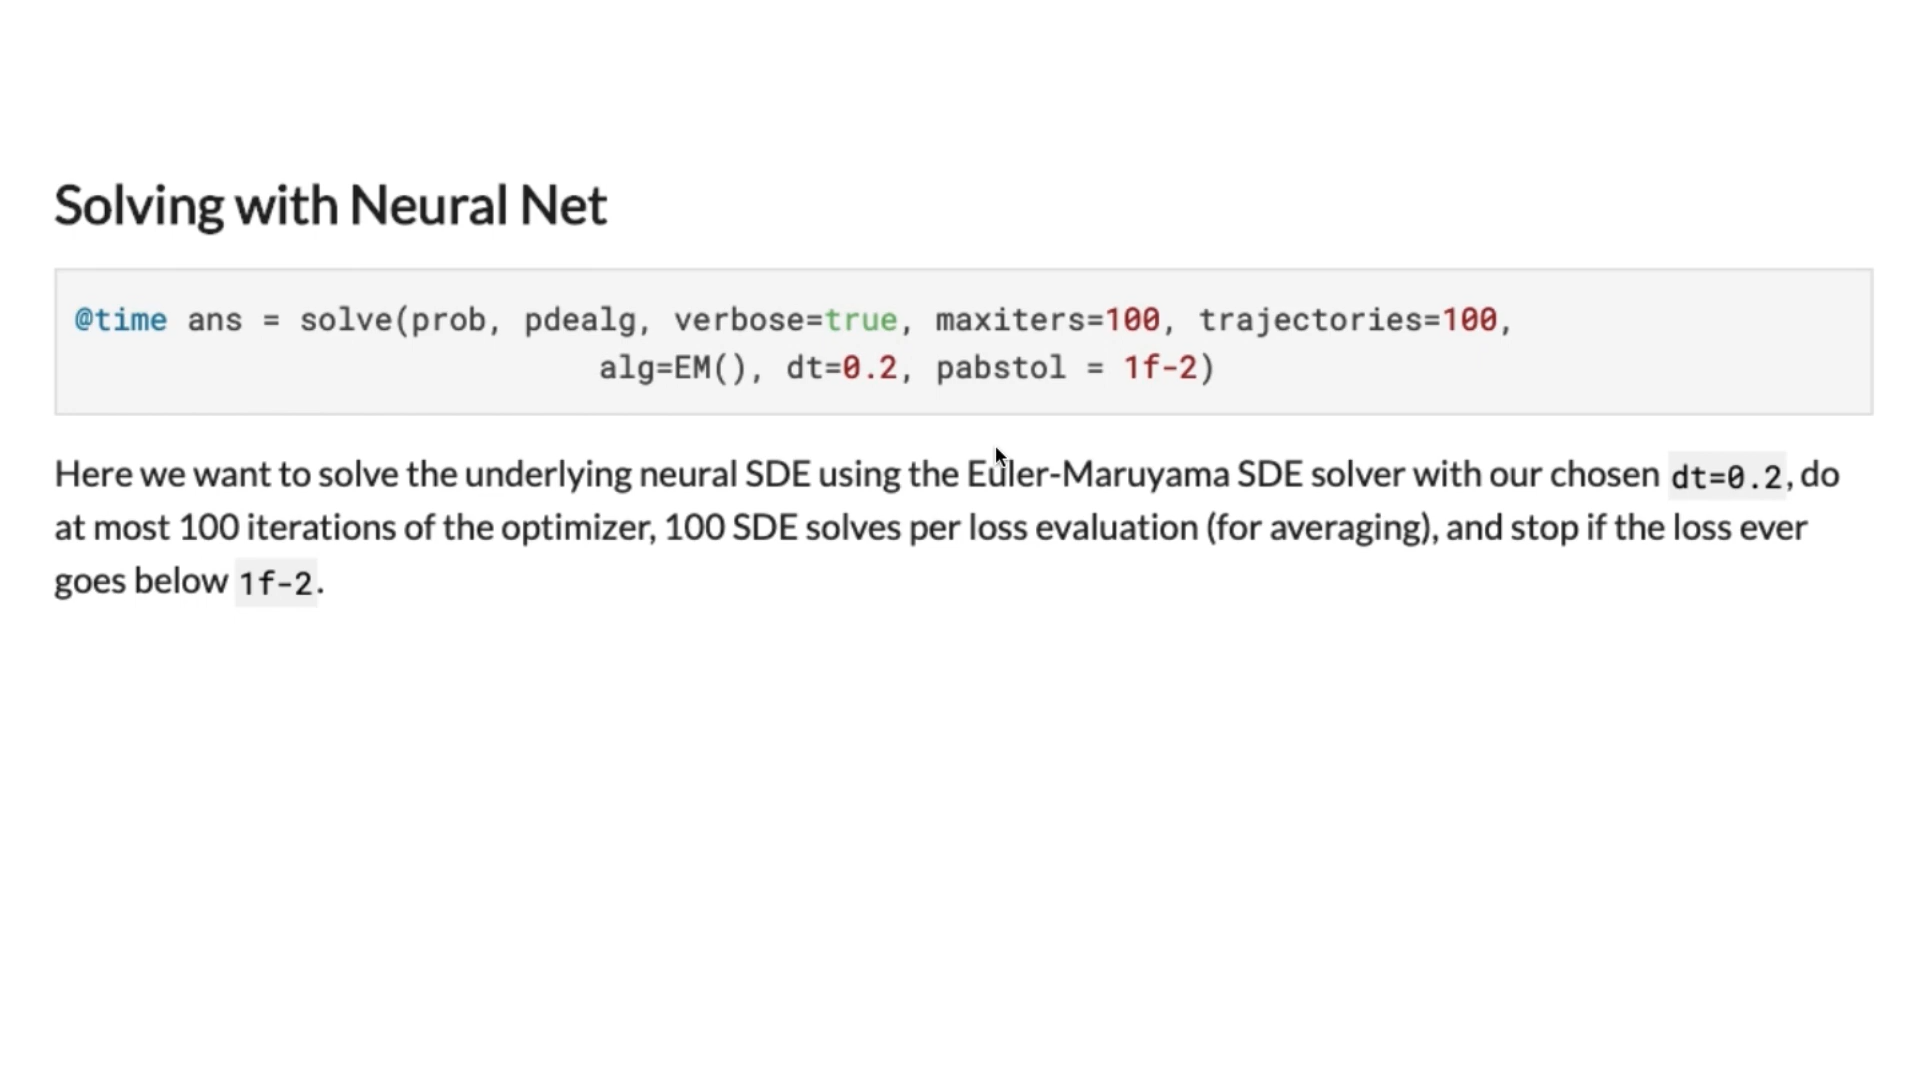 Solving with Neural Net
@time ans = solve(prob, pdealg, verbose=true, maxiters=100, trajectories=100,
alg=EM(), dt=0.2, pabstol = 1f-2)
Here we want to solve the underlying neural SDE using the Euler-Maruyama SDE solver with our chosen dt=0.2, do
at most 100 iterations of the optimizer, 100 SDE solves per loss evaluation (for averaging), and stop if the loss ever
goes below 1f-2.